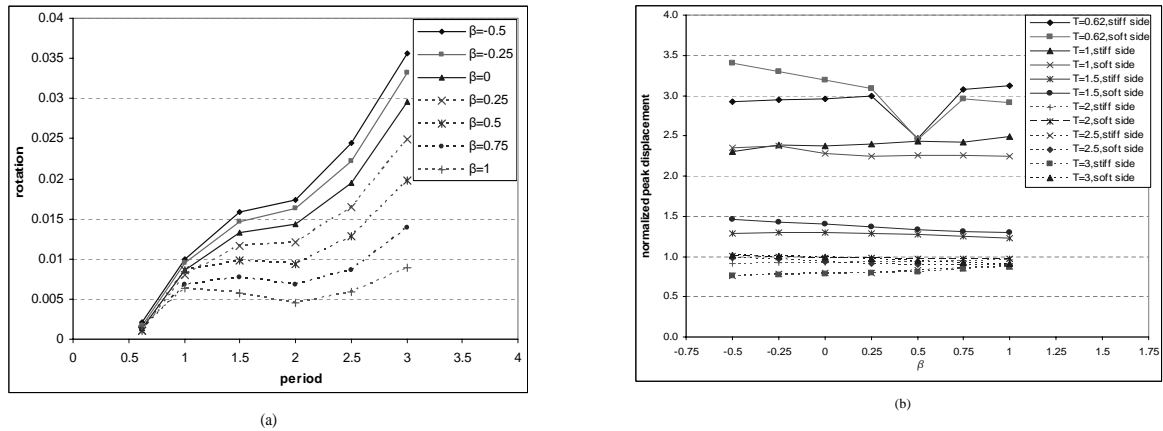 0.04
0.035
0.03
0.025
0.02
0.015
0.01
0.005
0
rotation
0 0.5 1 1.5 2 2.5 3 3.5 4
period
β=-0.5
β=-0.25
β=0
β=0.25
β=0.5
β=0.75
β=1
(a)
4.0
3.5
3.0
2.5
2.0
1.5
1.0
0.5
0.0
normalized peak displacement
-0.75 -0.5 -0.25 0 0.25 0.5 0.75 1 1.25 1.5 1.75
β
T=0.62,stiff side
T=0.62,soft side
T=1,stiff side
T=1,soft side
T=1.5,stiff side
T=1.5,soft side
T=2,stiff side
T=2,soft side
T=2.5,stiff side
T=2.5,soft side
T=3,stiff side
T=3,soft side
(b)